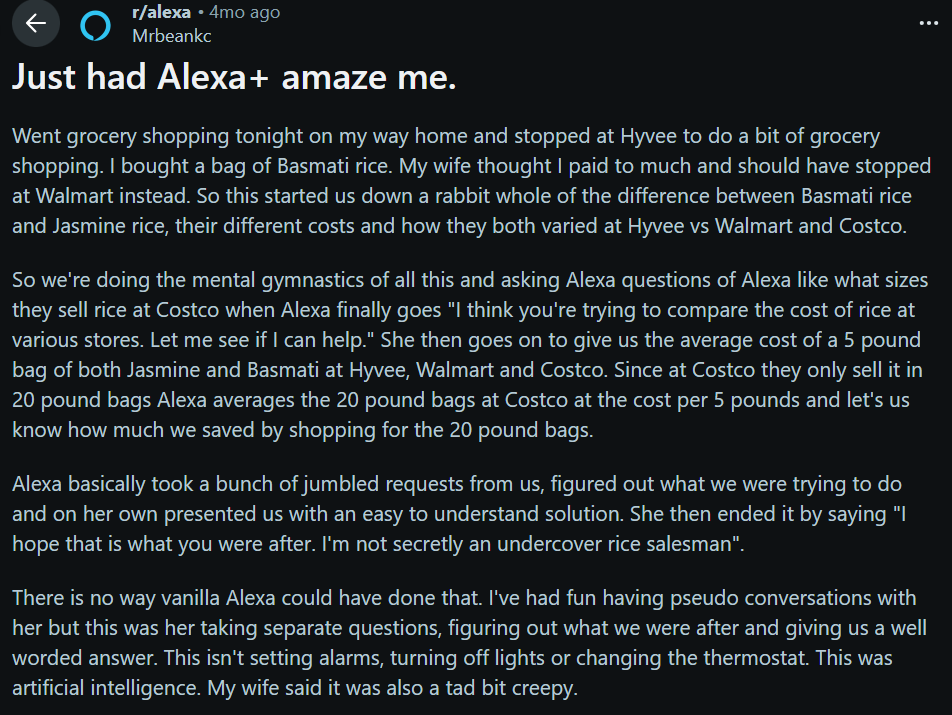 r/alexa • 4mo ago
Mrbeankc
Just had Alexa+ amaze me.
Went grocery shopping tonight on my way home and stopped at Hyvee to do a bit of grocery
shopping. I bought a bag of Basmati rice. My wife thought I paid to much and should have stopped
at Walmart instead. So this started us down a rabbit whole of the difference between Basmati rice
and Jasmine rice, their different costs and how they both varied at Hyvee vs Walmart and Costco.
So we're doing the mental gymnastics of all this and asking Alexa questions of Alexa like what sizes
they sell rice at Costco when Alexa finally goes "I think you're trying to compare the cost of rice at
various stores. Let me see if I can help." She then goes on to give us the average cost of a 5 pound
bag of both Jasmine and Basmati at Hyvee, Walmart and Costco. Since at Costco they only sell it in
20 pound bags Alexa averages the 20 pound bags at Costco at the cost per 5 pounds and let's us
know how much we saved by shopping for the 20 pound bags.
Alexa basically took a bunch of jumbled requests from us, figured out what we were trying to do
and on her own presented us with an easy to understand solution. She then ended it by saying "I
hope that is what you were after. I'm not secretly an undercover rice salesman".
There is no way vanilla Alexa could have done that. I've had fun having pseudo conversations with
her but this was her taking separate questions, figuring out what we were after and giving us a well
worded answer. This isn't setting alarms, turning off lights or changing the thermostat. This was
artificial intelligence. My wife said it was also a tad bit creepy.